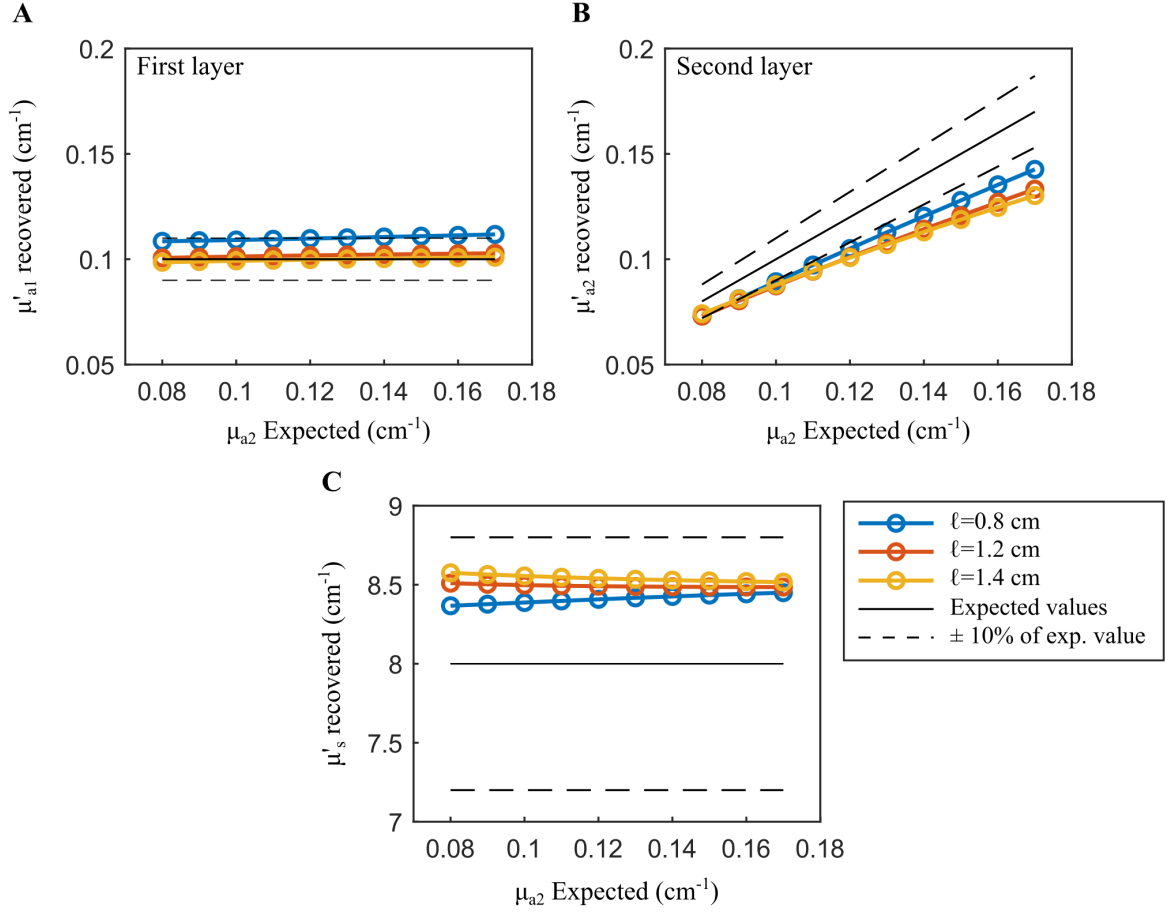 A
B
0.2
0.15
0.1
0.05
First layer
μ'a1 recovered (cm-1)
0.08
0.1
0.12
0.14
0.16
0.18
μa2 Expected (cm-1)
0.2
0.15
0.1
0.05
Second layer
μ'a2 recovered (cm-1)
0.08
0.1
0.12
0.14
0.16
0.18
μa2 Expected (cm-1)
C
9
8.5
8
7.5
7
μ's recovered (cm-1)
0.08
0.1
0.12
0.14
0.16
0.18
μa2 Expected (cm-1)
ℓ=0.8 cm
ℓ=1.2 cm
ℓ=1.4 cm
Expected values
± 10% of exp. value